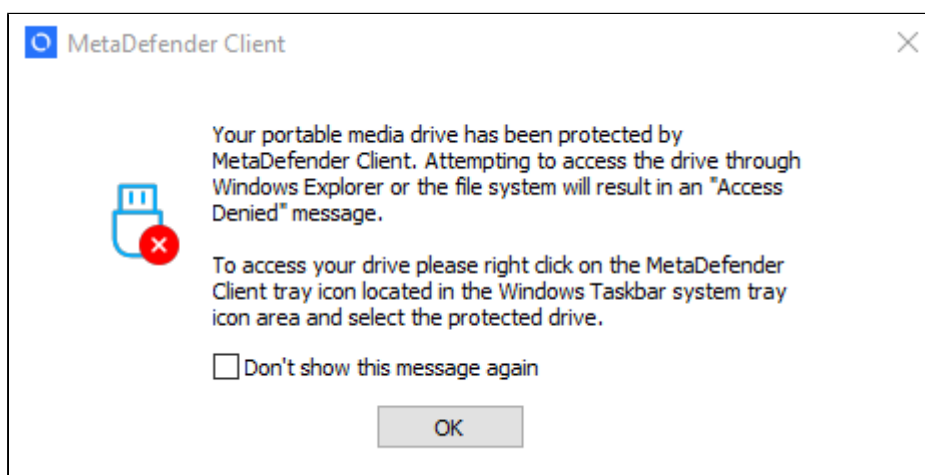 MetaDefender Client
Your portable media drive has been protected by
MetaDefender Client. Attempting to access the drive through
Windows Explorer or the file system will result in an "Access
Denied" message.
To access your drive please right click on the MetaDefender
Client tray icon located in the Windows Taskbar system tray
icon area and select the protected drive.
Don't show this message again
OK